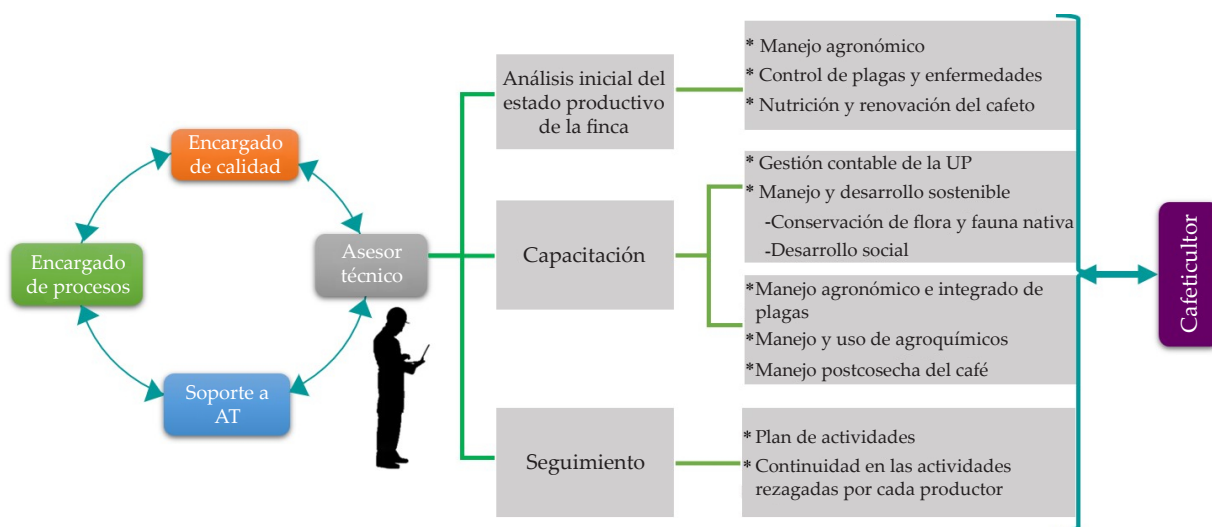 Encargado
de calidad
Encargado
de procesos
Asesor
técnico
Soporte a
AT
Análisis inicial del
estado productivo
de la finca
* Manejo agronómico
* Control de plagas y enfermedades
* Nutrición y renovación del cafeto
Capacitación
* Gestión contable de la UP
* Manejo y desarrollo sostenible
-Conservación de flora y fauna nativa
-Desarrollo social
*Manejo agronómico e integrado de
plagas
*Manejo y uso de agroquímicos
*Manejo postcosecha del café
Seguimiento
* Plan de actividades
* Continuidad en las actividades
rezagadas por cada productor
Cafeticultor